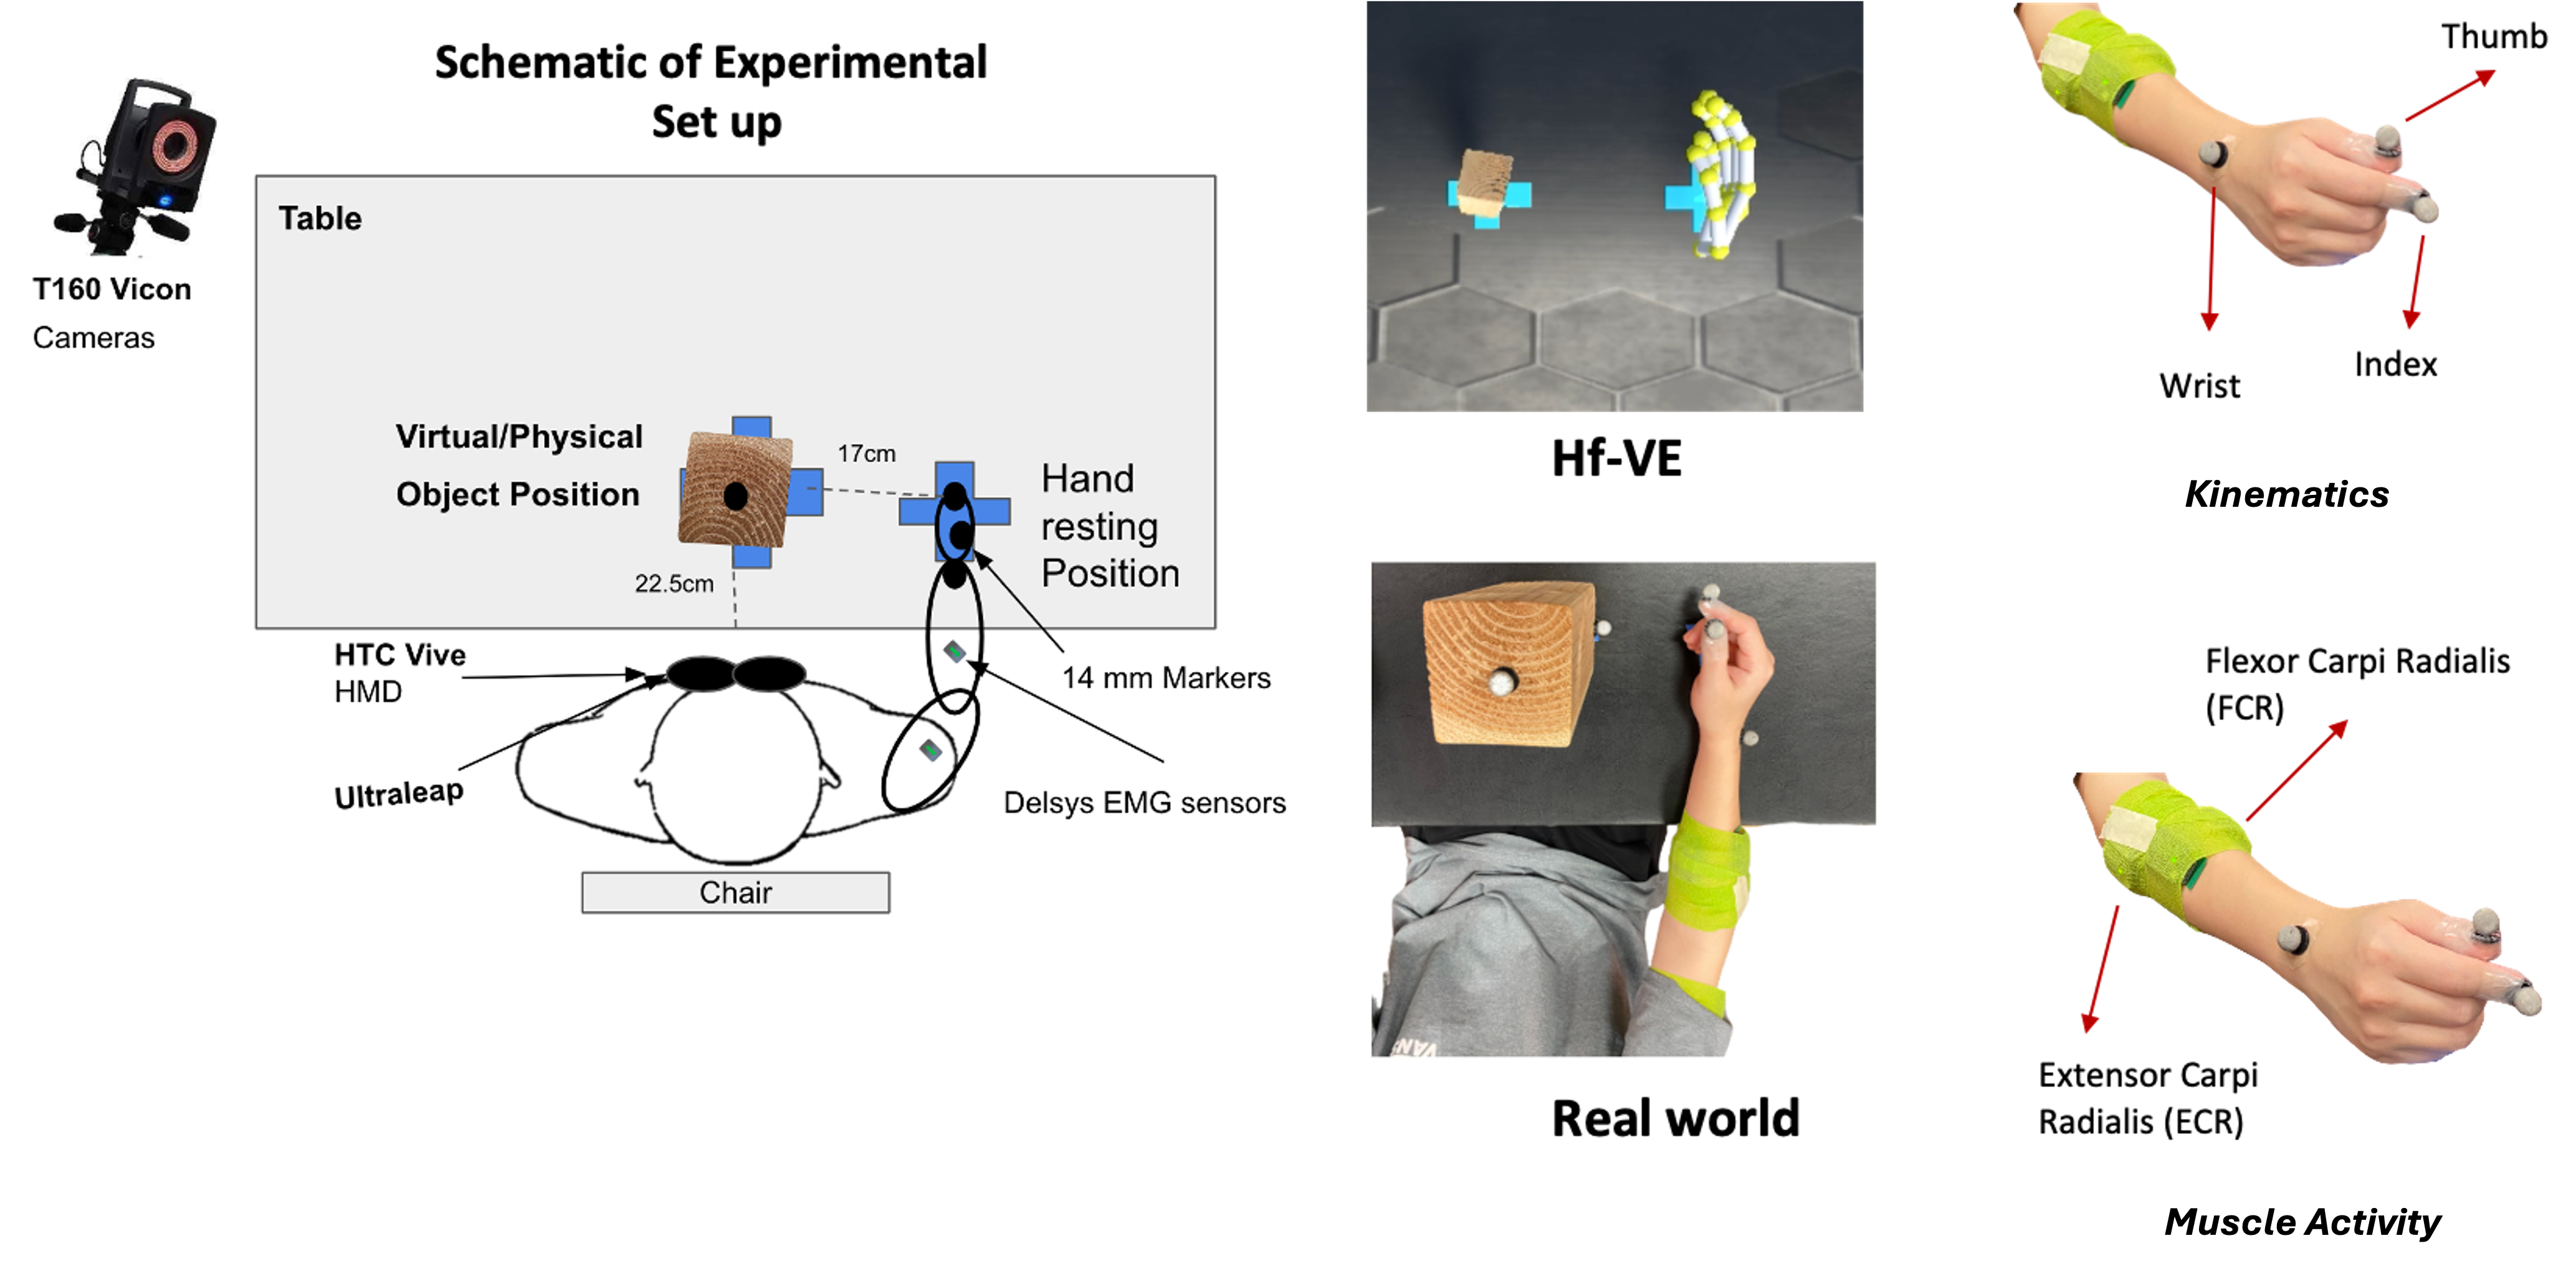 Schematic of Experimental
Set up
T160 Vicon
Cameras
Table
Virtual/Physical
Object Position
17cm
22.5cm
Hand
resting
Position
HTC Vive
HMD
Ultraleap
14 mm Markers
Delsys EMG sensors
Chair
Hf-VE
VANS
Real world
Thumb
Wrist
Index
Kinematics
Flexor Carpi Radialis
(FCR)
Extensor Carpi
Radialis (ECR)
Muscle Activity